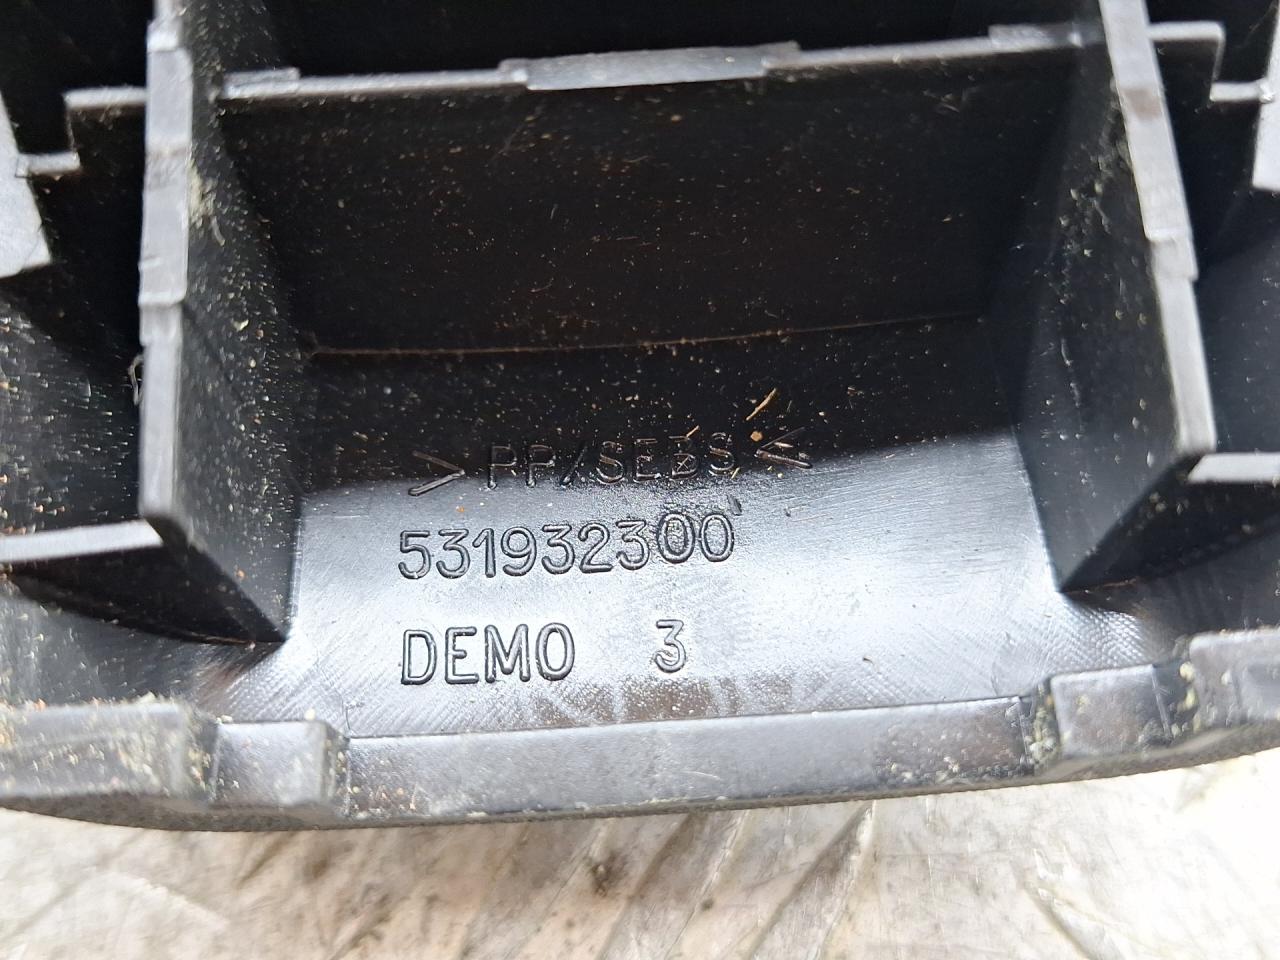 > PP/SEBS <
531932300
DEMO 3